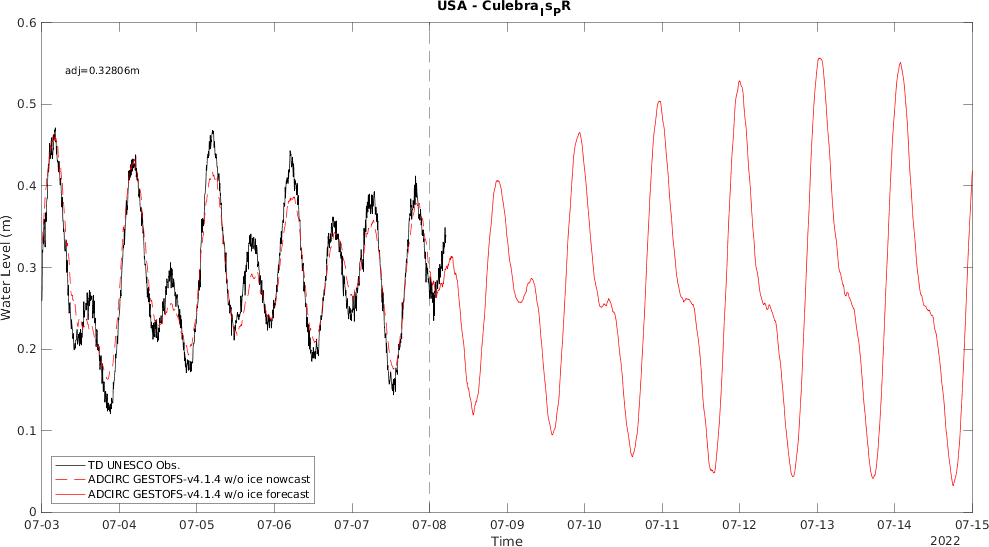 USA - Culebra_Is_PR
adj=0.32806m
0.6
0.5
0.4
0.3
0.2
0.1
0
Water Level (m)
TD UNESCO Obs.
ADCIRC GESTOFS-v4.1.4 w/o ice nowcast
ADCIRC GESTOFS-v4.1.4 w/o ice forecast
07-03 07-04 07-05 07-06 07-07 07-08 07-09 07-10 07-11 07-12 07-13 07-14 07-15
Time
2022